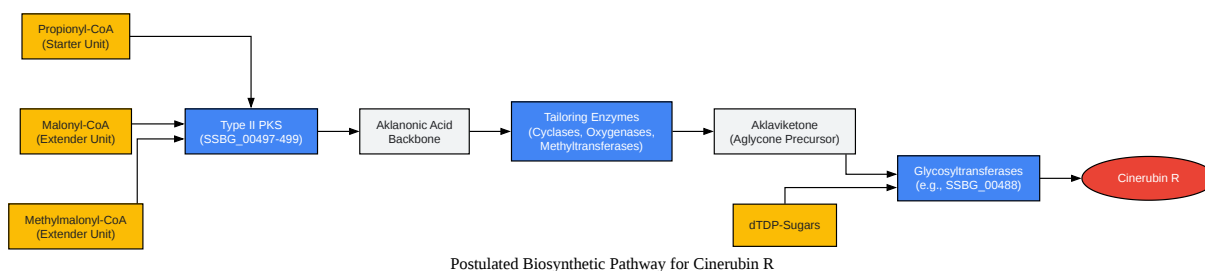 Propionyl-CoA
(Starter Unit)
Malonyl-CoA
(Extender Unit)
Methylmalonyl-CoA
(Extender Unit)
Type II PKS
(SSBG_00497-499)
Aklanonic Acid
Backbone
Tailoring Enzymes
(Cyclases, Oxygenases,
Methyltransferases)
Aklaviketone
(Aglycone Precursor)
dTDP-Sugars
Glycosyltransferases
(e.g., SSBG_00488)
Cinerubin R
Postulated Biosynthetic Pathway for Cinerubin R